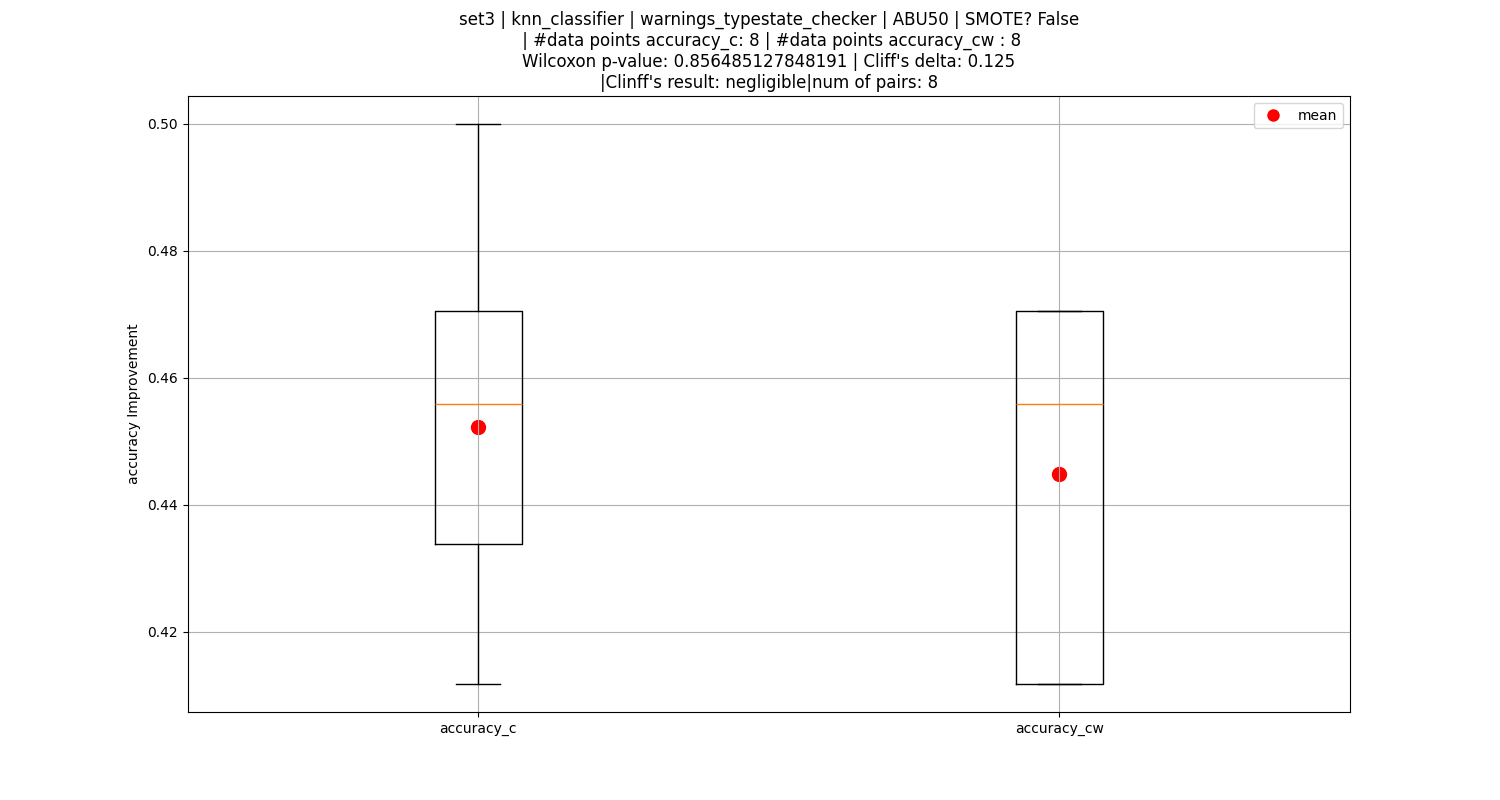 set3 | knn_classifier | warnings_typestate_checker | ABU50 | SMOTE? False
| #data points accuracy_c: 8 | #data points accuracy_cw : 8
Wilcoxon p-value: 0.856485127848191 | Cliff's delta: 0.125
|Clinff's result: negligible|num of pairs: 8
mean
0.50
0.48
0.46
0.44
0.42
accuracy Improvement
accuracy_c
accuracy_cw